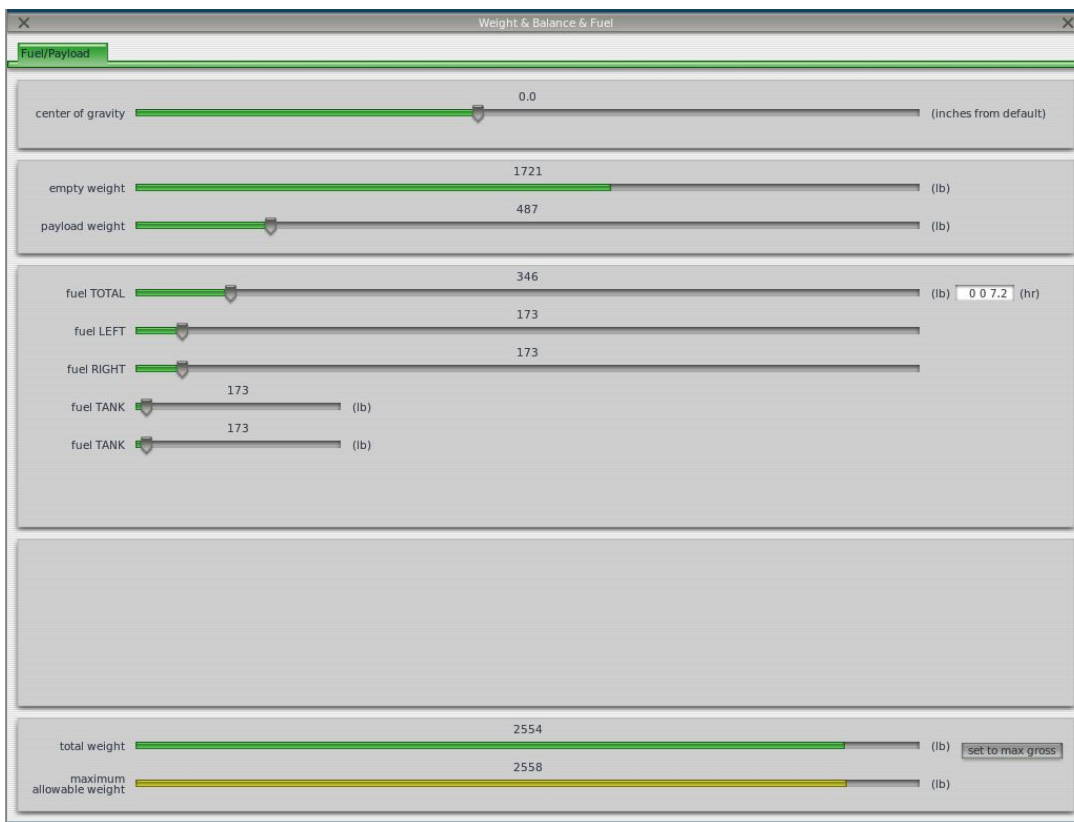 Weight & Balance & Fuel
Fuel/Payload
0.0
center of gravity (inches from default)
1721
empty weight (lb)
487
payload weight (lb)
346
fuel TOTAL (lb) 0 0 7.2 (hr)
173
fuel LEFT
173
fuel RIGHT
173
fuel TANK (lb)
173
fuel TANK (lb)
2554
total weight (lb) set to max gross
2558
maximum
allowable weight (lb)